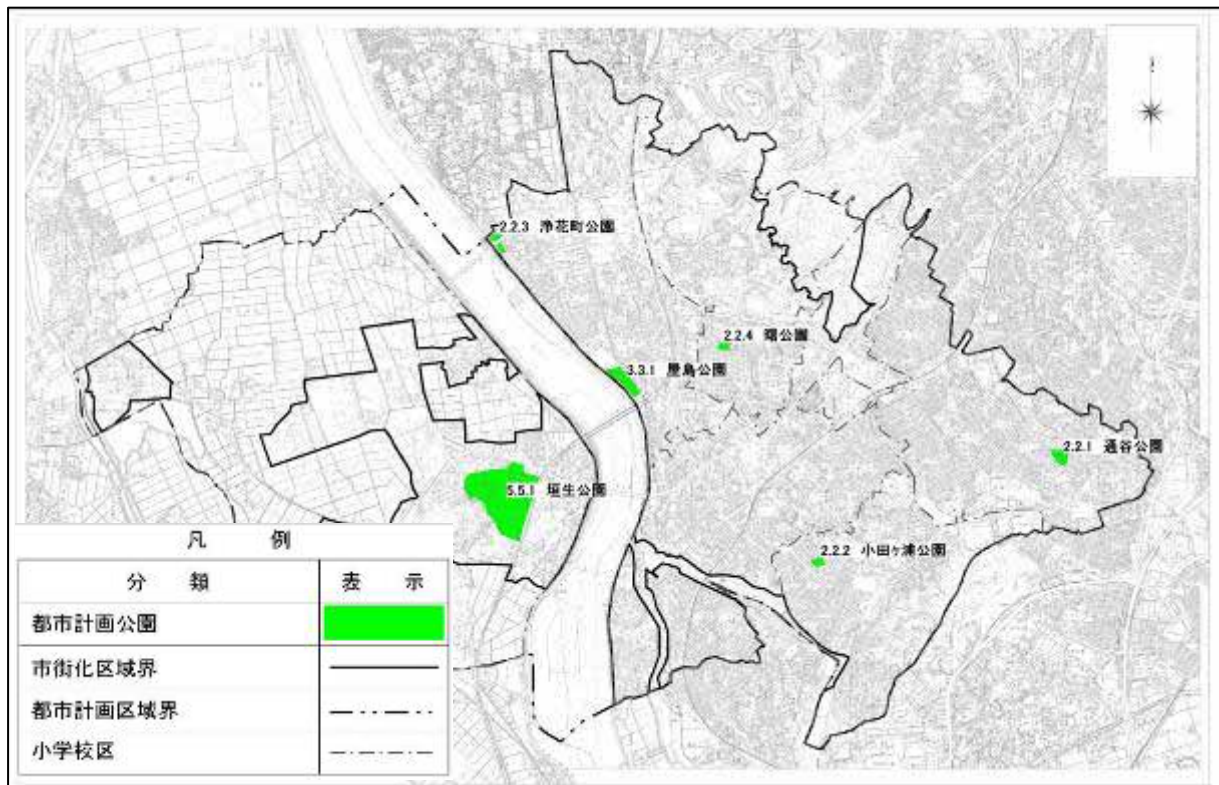 2.2.3 浄花町公園
2.2.4 曙公園
3.3.1 屋島公園
2.2.1 通谷公園
5.5.1 垣生公園
2.2.2 小田ヶ浦公園
凡 例
分 類 表 示
都市計画公園
市街化区域界
都市計画区域界
小学校区